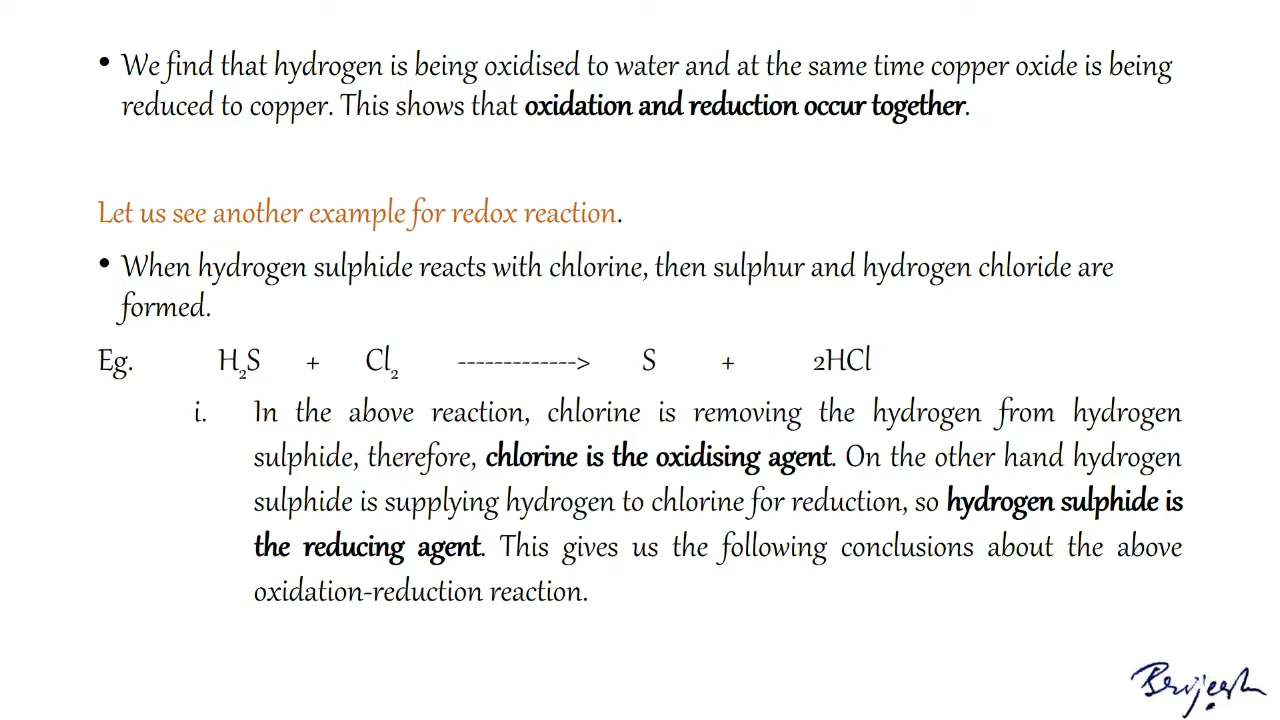 • We find that hydrogen is being oxidised to water and at the same time copper oxide is being
reduced to copper. This shows that oxidation and reduction occur together.
Let us see another example for redox reaction.
• When hydrogen sulphide reacts with chlorine, then sulphur and hydrogen chloride are
formed.
Eg. H₂S + Cl₂ -------------> S + 2HCl
i. In the above reaction, chlorine is removing the hydrogen from hydrogen
sulphide, therefore, chlorine is the oxidising agent. On the other hand hydrogen
sulphide is supplying hydrogen to chlorine for reduction, so hydrogen sulphide is
the reducing agent. This gives us the following conclusions about the above
oxidation-reduction reaction.